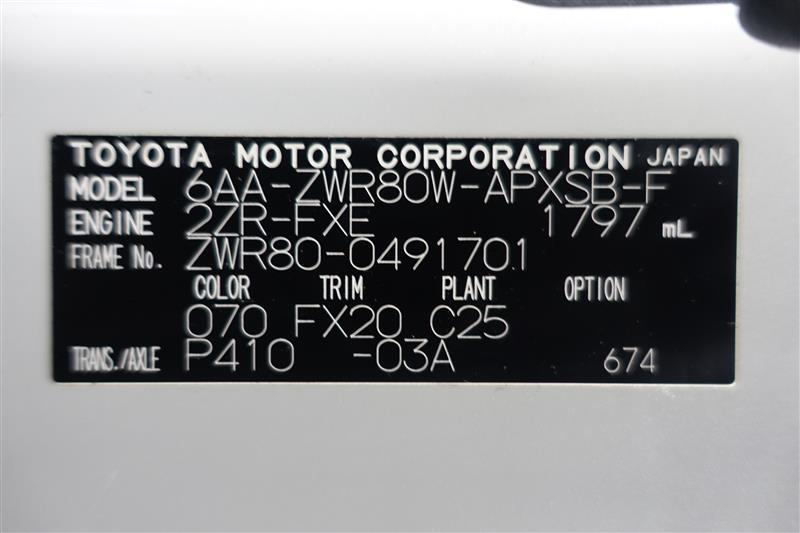 TOYOTA MOTOR CORPORATION JAPAN
MODEL 6AA-ZWR80W-APXSB-F
ENGINE 2ZR-FXE 1797 mL
FRAME No. ZWR80-0491701
COLOR TRIM PLANT OPTION
070 FX20 C25
TRANS./AXLE P410 -03A 674